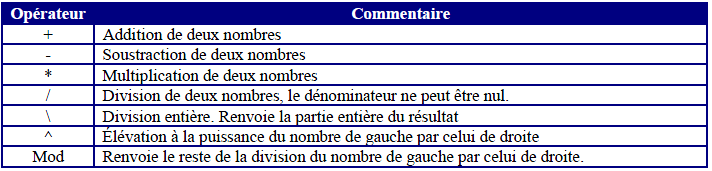 Opérateur Commentaire
+ Addition de deux nombres
- Soustraction de deux nombres
* Multiplication de deux nombres
/ Division de deux nombres, le dénominateur ne peut être nul.
\ Division entière. Renvoie la partie entière du résultat
^ Élévation à la puissance du nombre de gauche par celui de droite
Mod Renvoie le reste de la division du nombre de gauche par celui de droite.